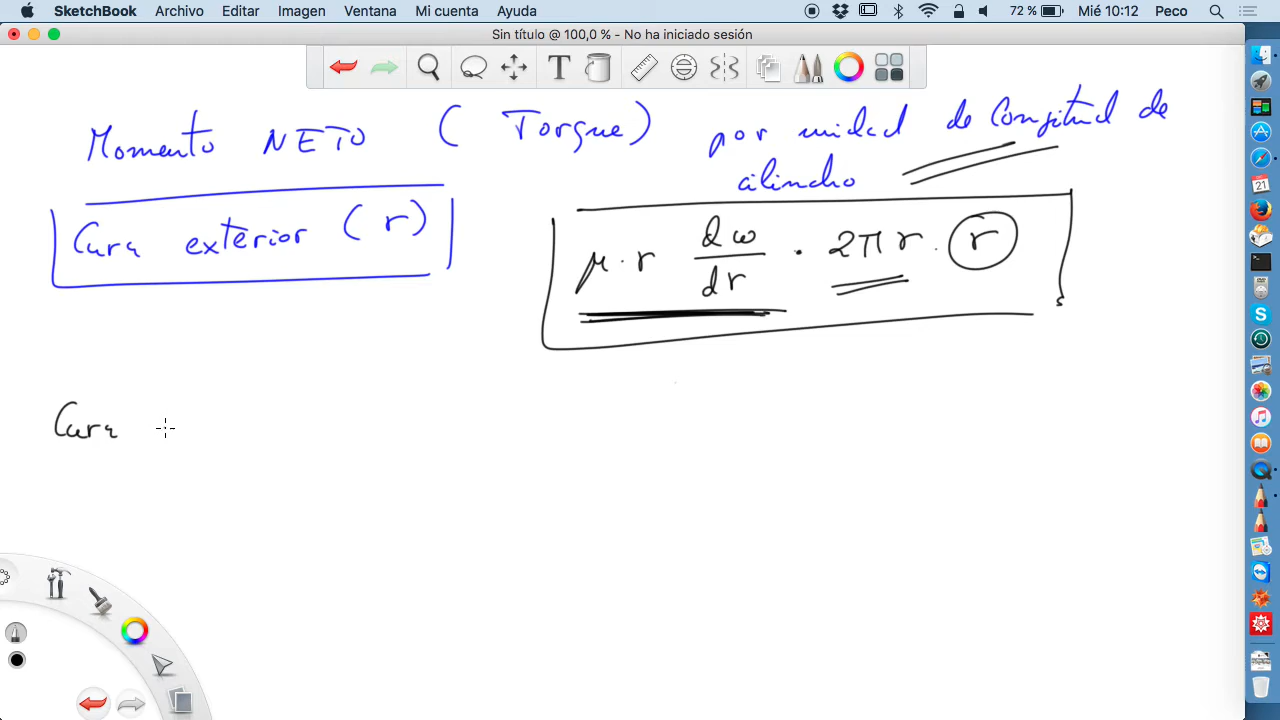 SketchBook Archivo Editar Imagen Ventana Mi cuenta Ayuda 72 % Mié 10:12 Peco
Sin título @ 100,0 % - No ha iniciado sesión
Momento NETO ( Torque) por unidad de longitud de
cilindro
Cara exterior ( r )
μ · r dω/dr · 2πr · r
Cara